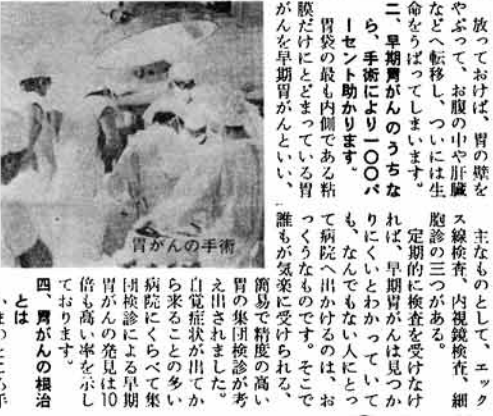 放っておけば、胃の壁を
やぶって、お腹の中や肝臓
などへ転移し、ついには生
命をうばってしまいます。
二、早期胃がんのうちな
ら、手術により一〇〇パ
ーセント助かります。
胃袋の最も内側である粘
膜だけにとどまっている胃
がんを早期胃がんといい、
胃がんの手術
主なものとして、エック
ス線検査、内視鏡検査、細
胞診の三つがある。
定期的に検査を受けなけ
れば、早期胃がんは見つか
りにくいとわかっていて
も、なんでもない人にとっ
て病院へ出かけるのは、お
っくうなものです。そこで
誰もが気楽に受けられる、
簡易で精度の高い
胃の集団検診が考
え出されました。
自覚症状が出てか
ら来ることの多い
病院にくらべて集
団検診による早期
胃がんの発見は10
倍も高い率を示し
ております。
四、胃がんの根治
とは